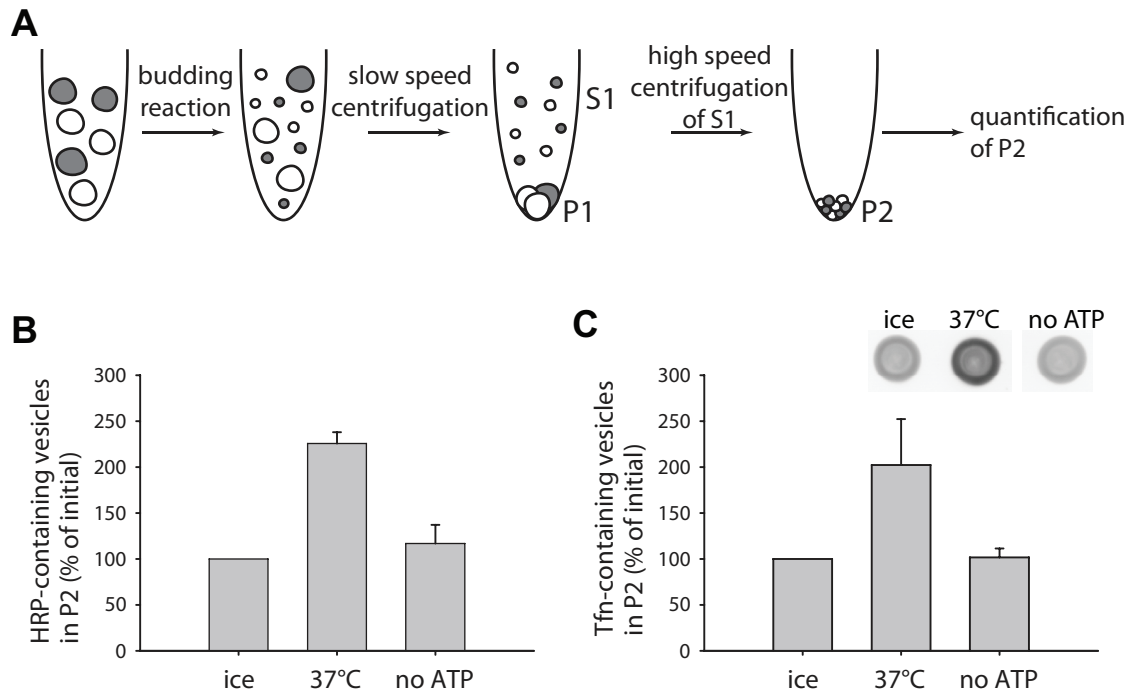 A
budding
reaction
slow speed
centrifugation
S1
P1
high speed
centrifugation
of S1
P2
quantification
of P2
B
HRP-containing vesicles
in P2 (% of initial)
300
250
200
150
100
50
0
ice 37°C no ATP
C
ice 37°C no ATP
Tfn-containing vesicles
in P2 (% of initial)
300
250
200
150
100
50
0
ice 37°C no ATP